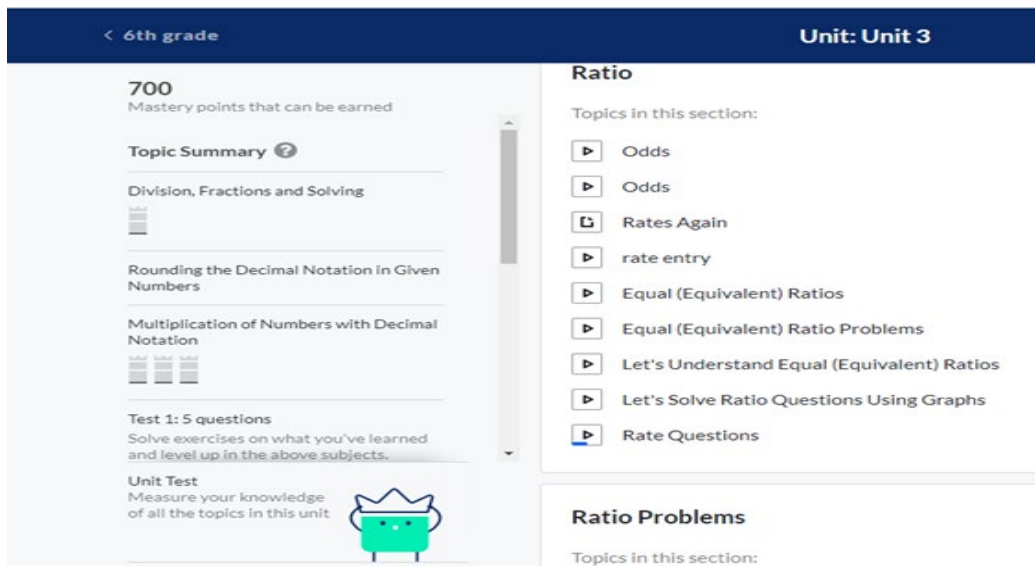 < 6th grade
Unit: Unit 3
700
Mastery points that can be earned
Topic Summary ?
Division, Fractions and Solving
Rounding the Decimal Notation in Given
Numbers
Multiplication of Numbers with Decimal
Notation
Test 1: 5 questions
Solve exercises on what you've learned
and level up in the above subjects.
Unit Test
Measure your knowledge
of all the topics in this unit
Ratio
Topics in this section:
Odds
Odds
Rates Again
rate entry
Equal (Equivalent) Ratios
Equal (Equivalent) Ratio Problems
Let's Understand Equal (Equivalent) Ratios
Let's Solve Ratio Questions Using Graphs
Rate Questions
Ratio Problems
Topics in this section: